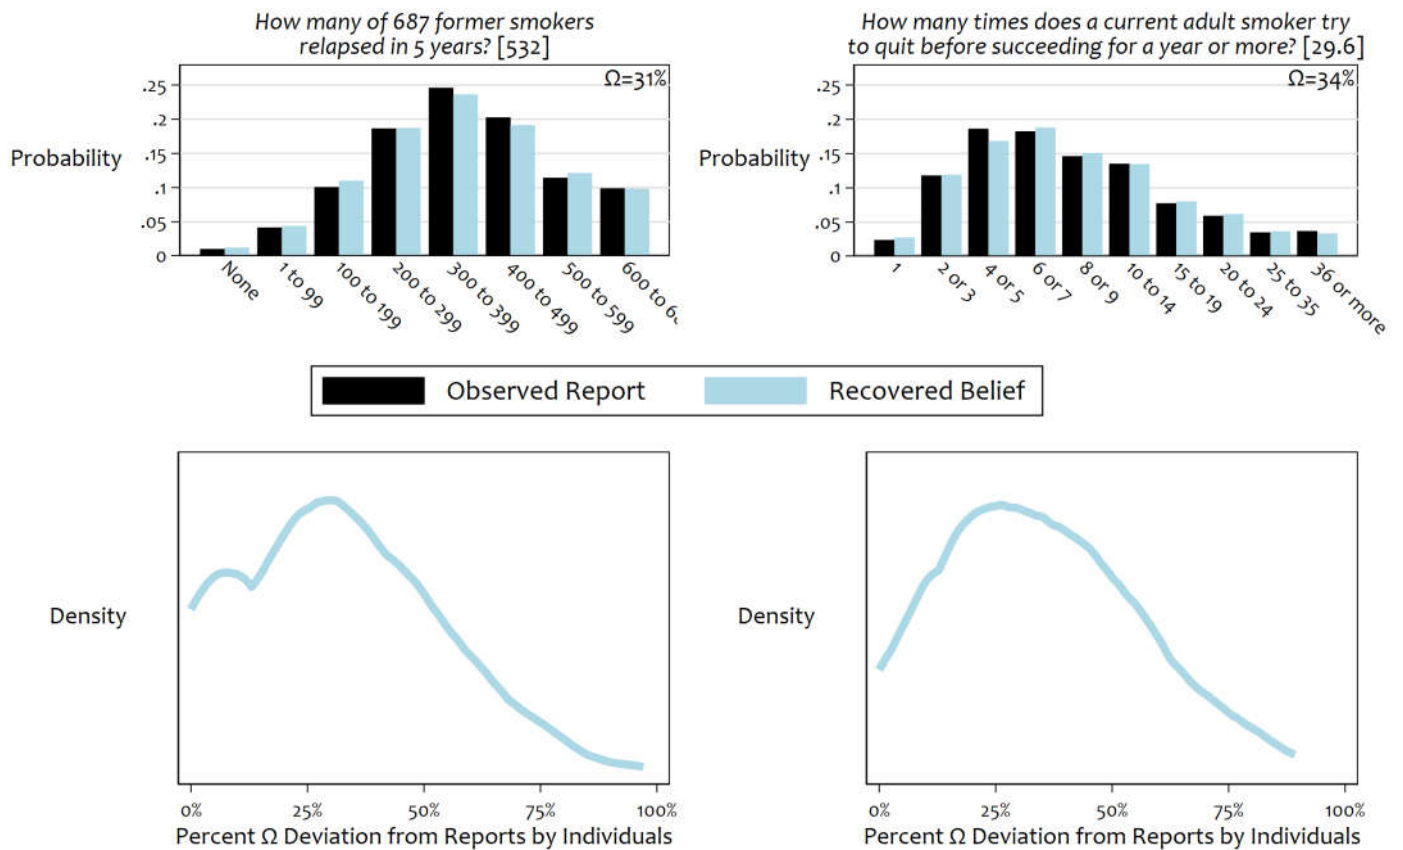 How many of 687 former smokers
relapsed in 5 years? [532]
Ω=31%
.25
.2
.15
.1
.05
0
Probability
None
1 to 99
100 to 199
200 to 299
300 to 399
400 to 499
500 to 599
600 to
How many times does a current adult smoker try
to quit before succeeding for a year or more? [29.6]
Ω=34%
.25
.2
.15
.1
.05
0
Probability
1
2 or 3
4 or 5
6 or 7
8 or 9
10 to 14
15 to 19
20 to 24
25 to 35
36 or more
Observed Report
Recovered Belief
Density
0%
25%
50%
75%
100%
Percent Ω Deviation from Reports by Individuals
Density
0%
25%
50%
75%
100%
Percent Ω Deviation from Reports by Individuals